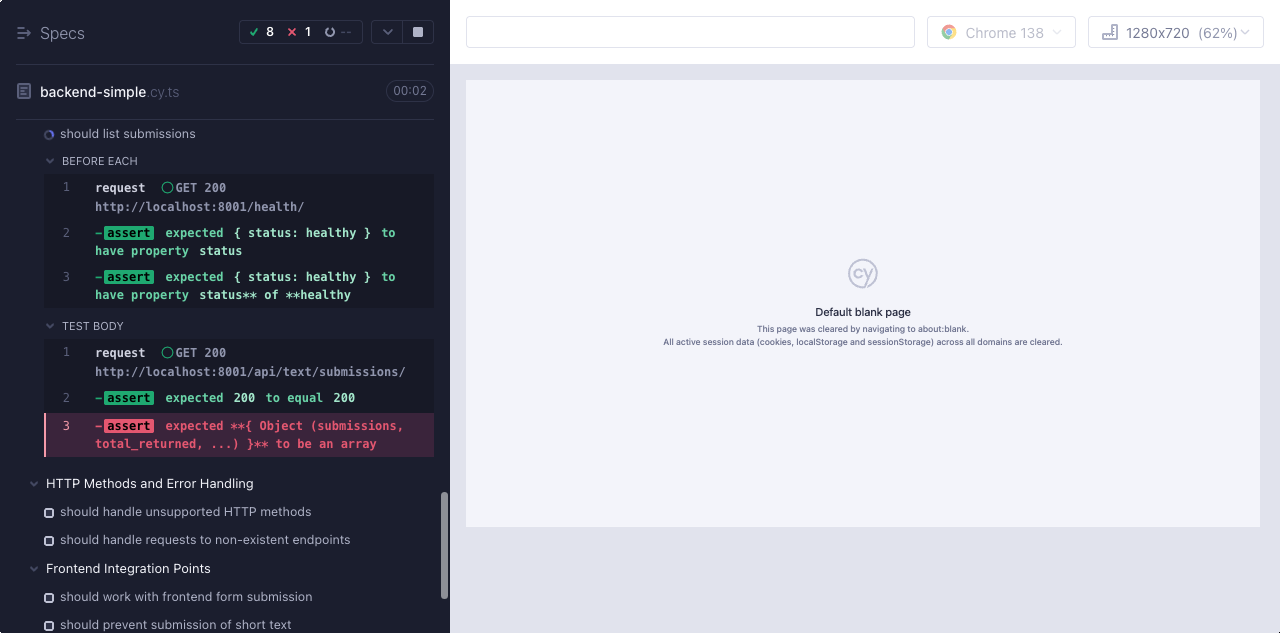 Specs
8 1 --
backend-simple.cy.ts 00:02
should list submissions
BEFORE EACH
1 request GET 200
http://localhost:8001/health/
2 -assert expected { status: healthy } to
have property status
3 -assert expected { status: healthy } to
have property status** of **healthy
TEST BODY
1 request GET 200
http://localhost:8001/api/text/submissions/
2 -assert expected 200 to equal 200
3 -assert expected **{ Object (submissions,
total_returned, ...) }** to be an array
HTTP Methods and Error Handling
should handle unsupported HTTP methods
should handle requests to non-existent endpoints
Frontend Integration Points
should work with frontend form submission
should prevent submission of short text
Chrome 138
1280x720 (62%)
cy
Default blank page
This page was cleared by navigating to about:blank.
All active session data (cookies, localStorage and sessionStorage) across all domains are cleared.